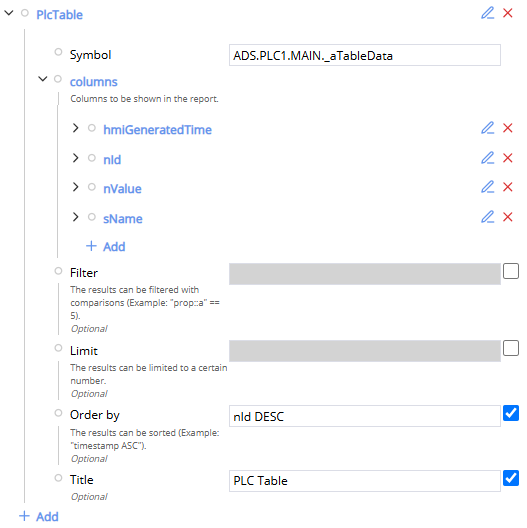 PlcTable
Symbol
ADS.PLC1.MAIN._aTableData
columns
Columns to be shown in the report.
hmiGeneratedTime
nId
nValue
sName
Add
Filter
The results can be filtered with
comparisons (Example: "prop::a" ==
5).
Optional
Limit
The results can be limited to a certain
number.
Optional
Order by
nId DESC
The results can be sorted (Example:
"timestamp ASC").
Optional
Title
PLC Table
Optional
Add